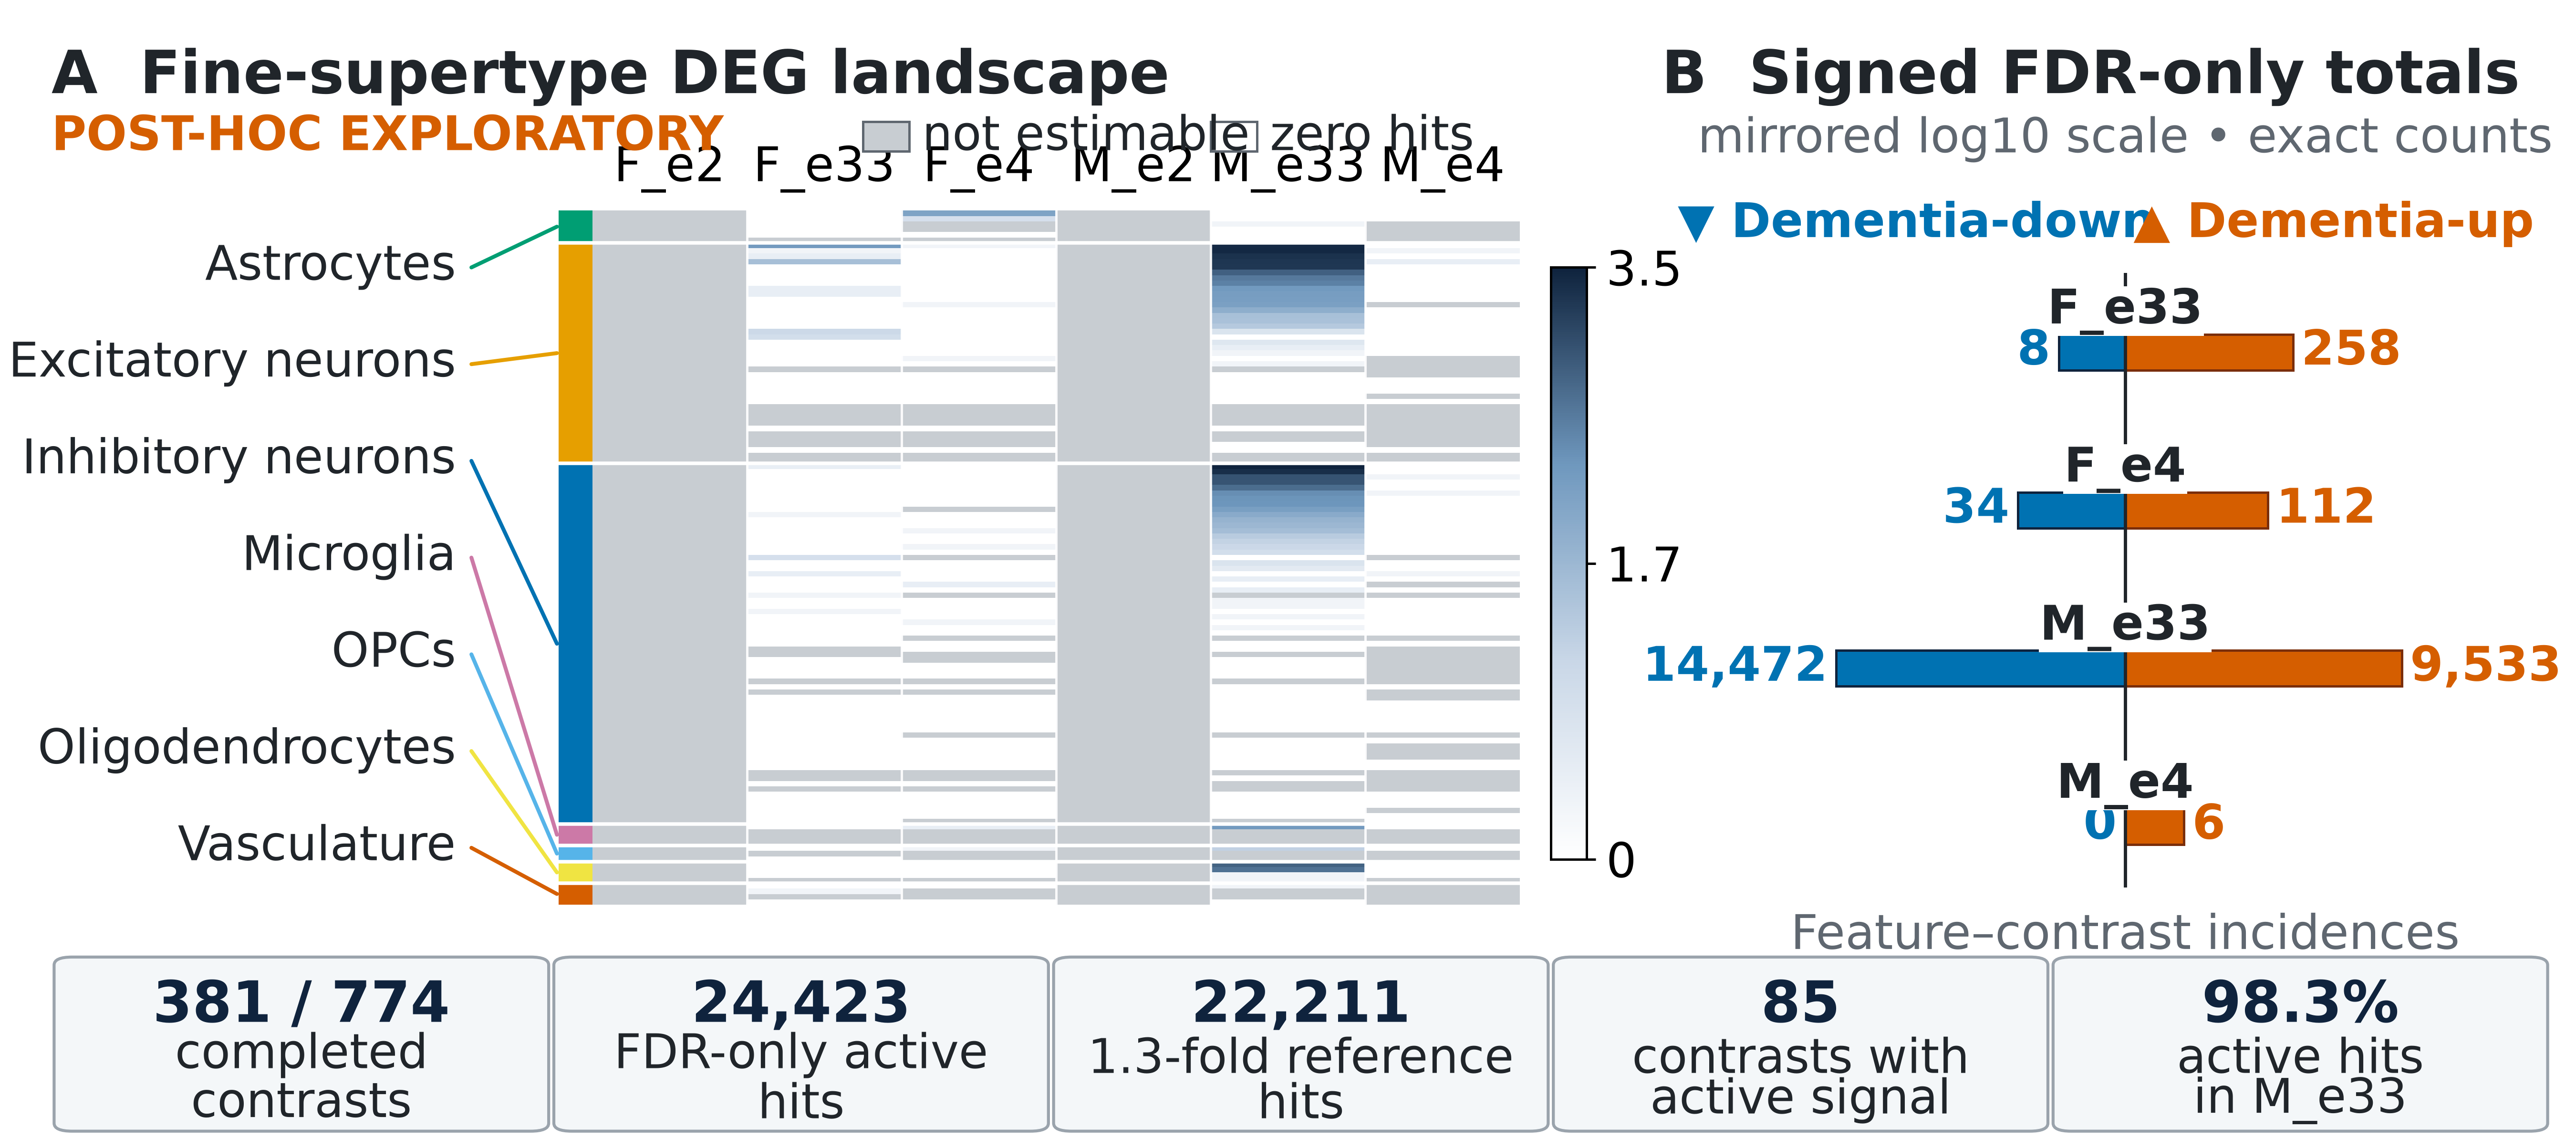 A Fine-supertype DEG landscape
POST-HOC EXPLORATORY
not estimable
zero hits
F_e2 F_e33 F_e4 M_e2 M_e33 M_e4
Astrocytes
Excitatory neurons
Inhibitory neurons
Microglia
OPCs
Oligodendrocytes
Vasculature
3.5
1.7
0
B Signed FDR-only totals
mirrored log10 scale • exact counts
▼ Dementia-down ▲ Dementia-up
F_e33
8 258
F_e4
34 112
M_e33
14,472 9,533
M_e4
0 6
Feature–contrast incidences
381 / 774
completed
contrasts
24,423
FDR-only active
hits
22,211
1.3-fold reference
hits
85
contrasts with
active signal
98.3%
active hits
in M_e33